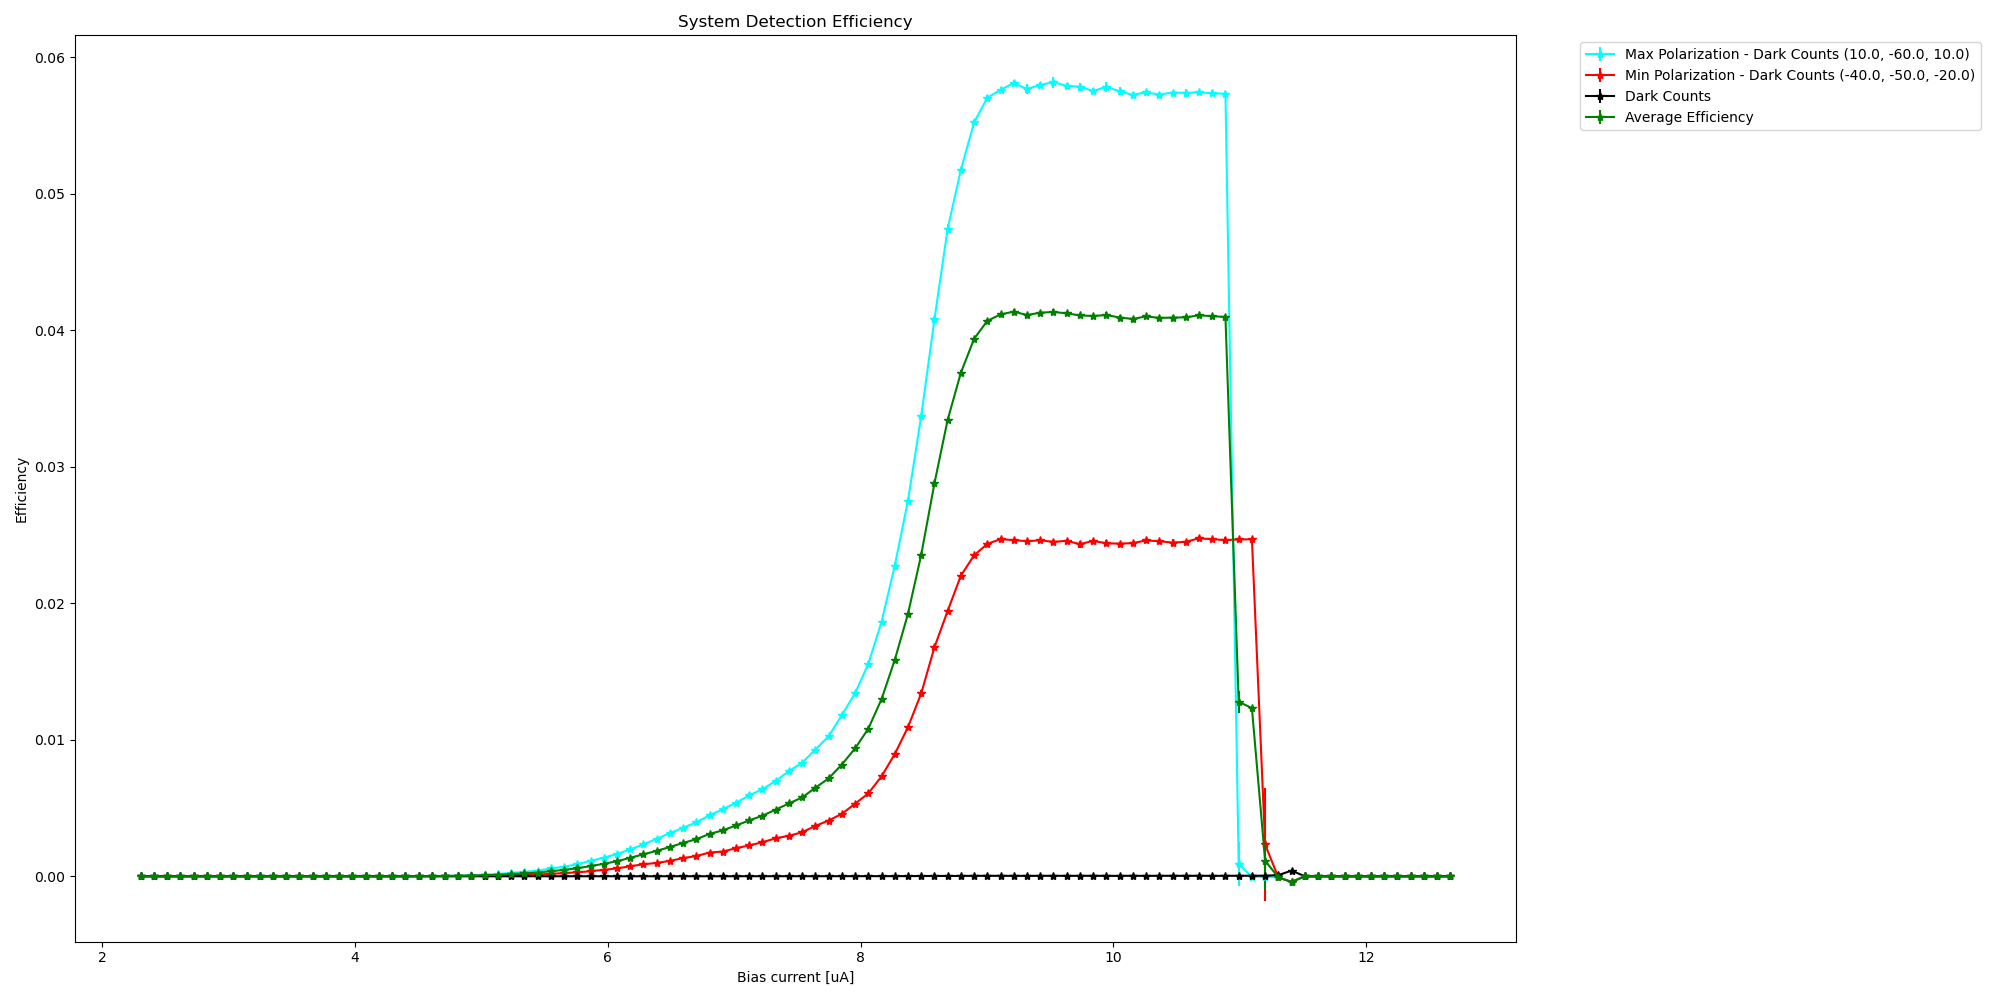 System Detection Efficiency
Max Polarization - Dark Counts (10.0, -60.0, 10.0)
Min Polarization - Dark Counts (-40.0, -50.0, -20.0)
Dark Counts
Average Efficiency
Efficiency
0.06
0.05
0.04
0.03
0.02
0.01
0.00
2 4 6 8 10 12
Bias current [uA]